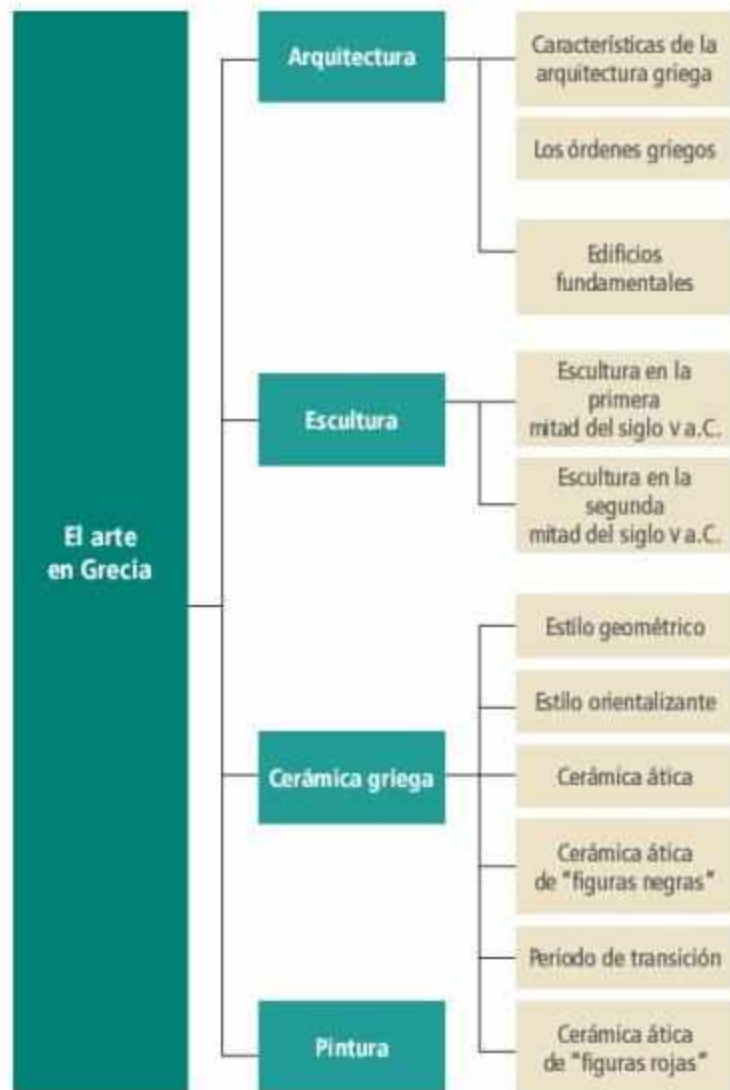 El arte
en Grecia
Arquitectura
Características de la
arquitectura griega
Los órdenes griegos
Edificios
fundamentales
Escultura
Escultura en la
primera
mitad del siglo V a.C.
Escultura en la
segunda
mitad del siglo V a.C.
Cerámica griega
Estilo geométrico
Estilo orientalizante
Cerámica ática
Cerámica ática
de "figuras negras"
Periodo de transición
Cerámica ática
de "figuras rojas"
Pintura